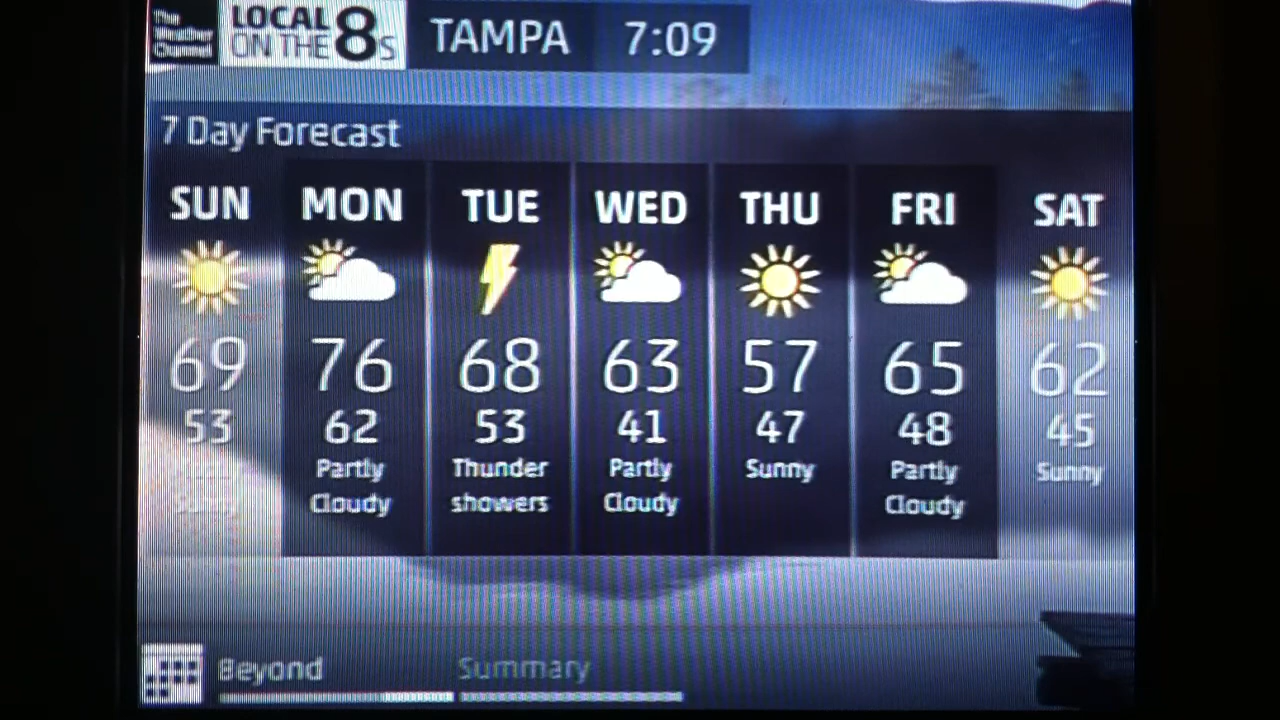 The
Weather
Channel
LOCAL
ON THE 8s
TAMPA 7:09
7 Day Forecast
SUN MON TUE WED THU FRI SAT
69 76 68 63 57 65 62
53 62 53 41 47 48 45
Partly Thunder Partly Sunny Partly Sunny
Sunny Cloudy showers Cloudy Cloudy
Beyond Summary